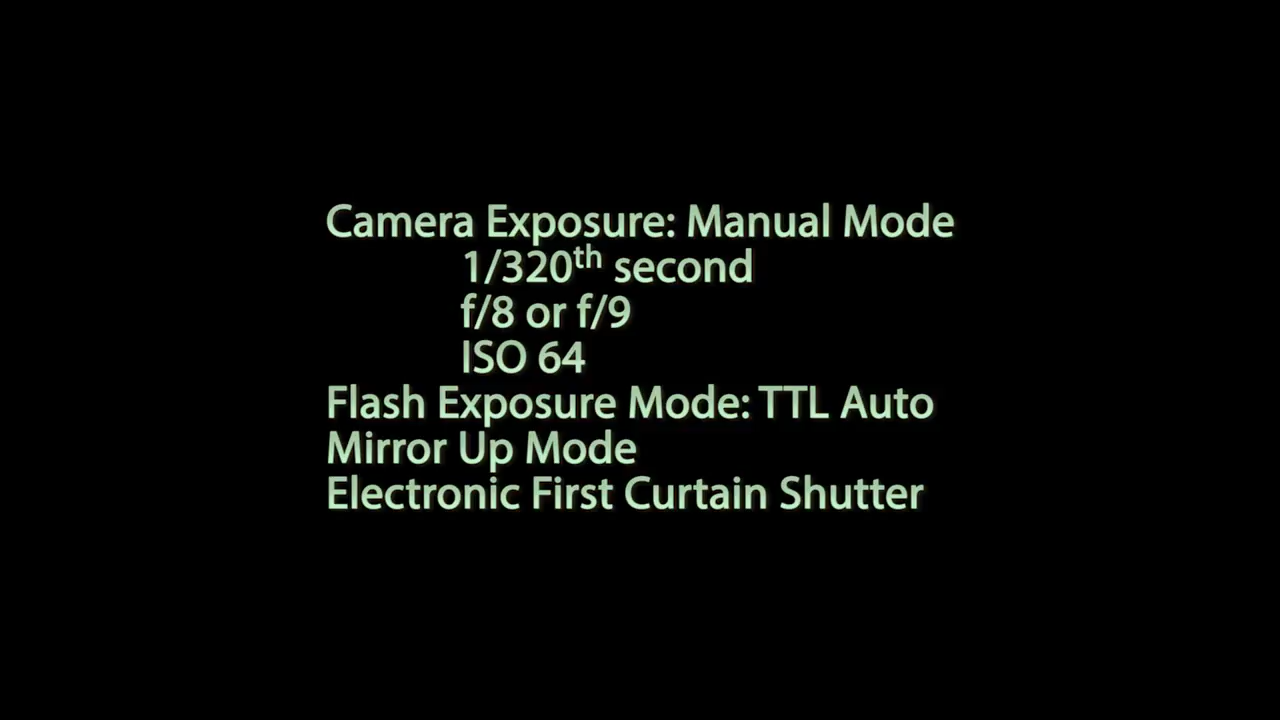 Camera Exposure: Manual Mode
1/320th second
f/8 or f/9
ISO 64
Flash Exposure Mode: TTL Auto
Mirror Up Mode
Electronic First Curtain Shutter